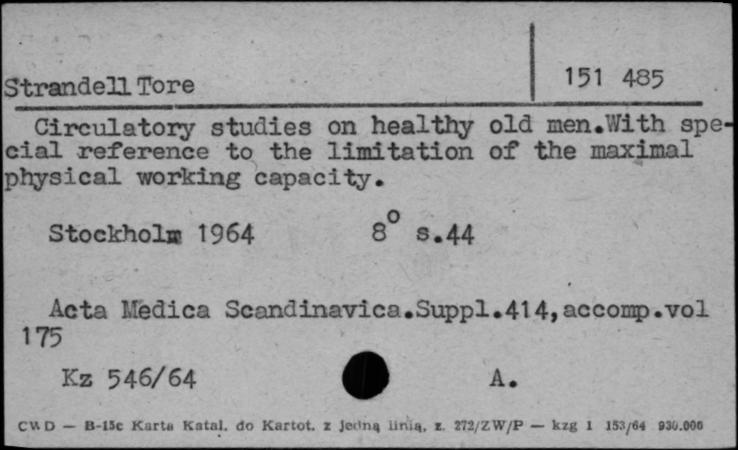 Strandell Tore 151 485
Circulatory studies on healthy old men.With spe-
cial reference to the limitation of the maximal
physical working capacity.
Stockholm 1964 8° s.44
Acta Medica Scandinavica.Suppl.414,accomp.vol
175
Kz 546/64 A.
CWD — B-15c Karta Katal. do Kartot. z jedną linią, z. 272/ZW/P — kzg 1 153/64 930.000